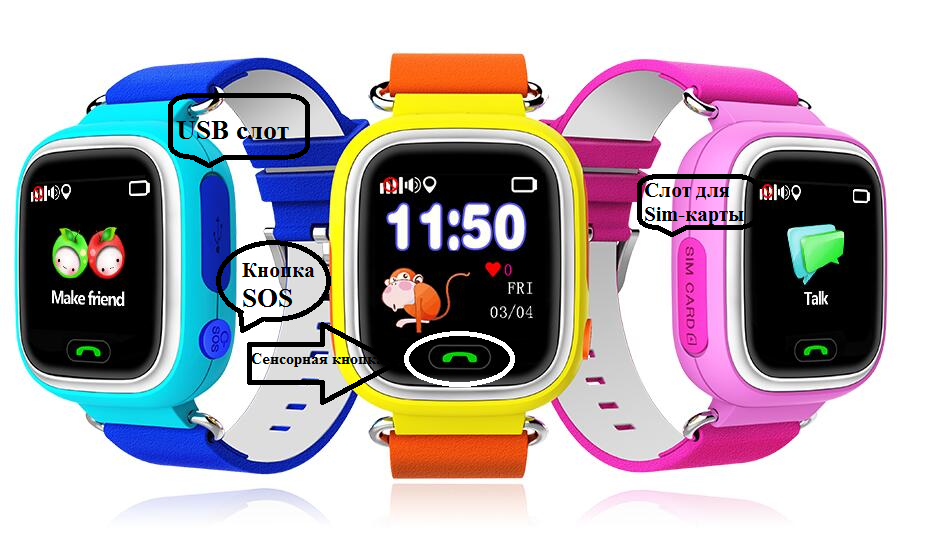 USB слот
Make friend
Кнопка
SOS
SOS
11:50
0
FRI
03/04
Сенсорная кнопка
Слот для
Sim-карты
SIM CARD
Talk